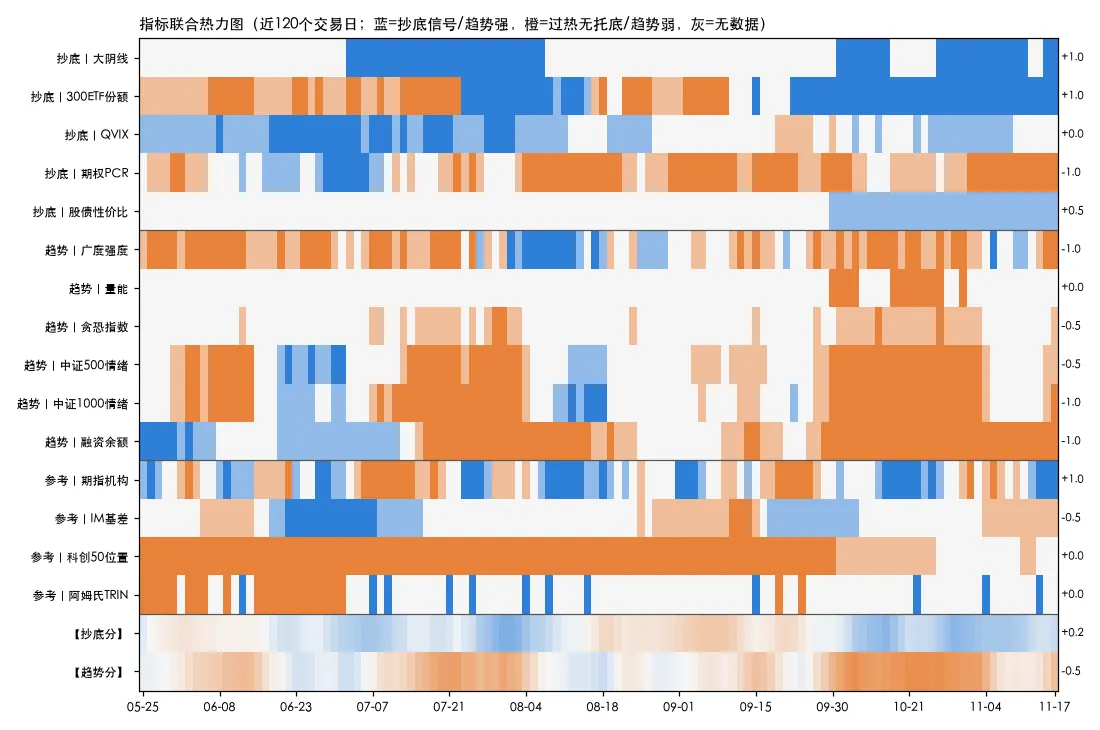 指标联合热力图（近120个交易日；蓝=抄底信号/趋势强，橙=过热无托底/趋势弱，灰=无数据）
抄底 | 大阴线 +1.0
抄底 | 300ETF份额 +1.0
抄底 | QVIX +0.0
抄底 | 期权PCR -1.0
抄底 | 股债性价比 +0.5
趋势 | 广度强度 -1.0
趋势 | 量能 +0.0
趋势 | 贪恐指数 -0.5
趋势 | 中证500情绪 -0.5
趋势 | 中证1000情绪 -1.0
趋势 | 融资余额 -1.0
参考 | 期指机构 +1.0
参考 | IM基差 -0.5
参考 | 科创50位置 +0.0
参考 | 阿姆氏TRIN +0.0
【抄底分】 +0.2
【趋势分】 -0.5
05-25 06-08 06-23 07-07 07-21 08-04 08-18 09-01 09-15 09-30 10-21 11-04 11-17